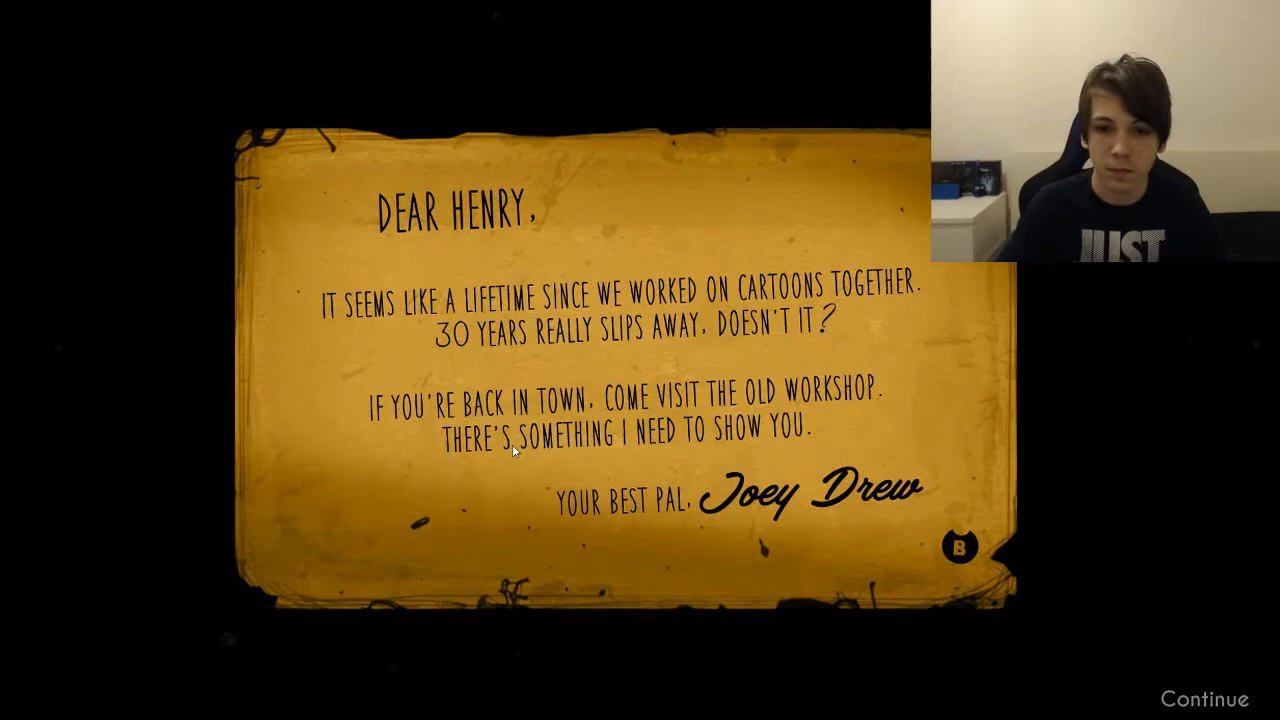 DEAR HENRY,
IT SEEMS LIKE A LIFETIME SINCE WE WORKED ON CARTOONS TOGETHER.
30 YEARS REALLY SLIPS AWAY, DOESN'T IT?
IF YOU'RE BACK IN TOWN, COME VISIT THE OLD WORKSHOP.
THERE'S SOMETHING I NEED TO SHOW YOU.
YOUR BEST PAL, Joey Drew
B
JUST
Continue